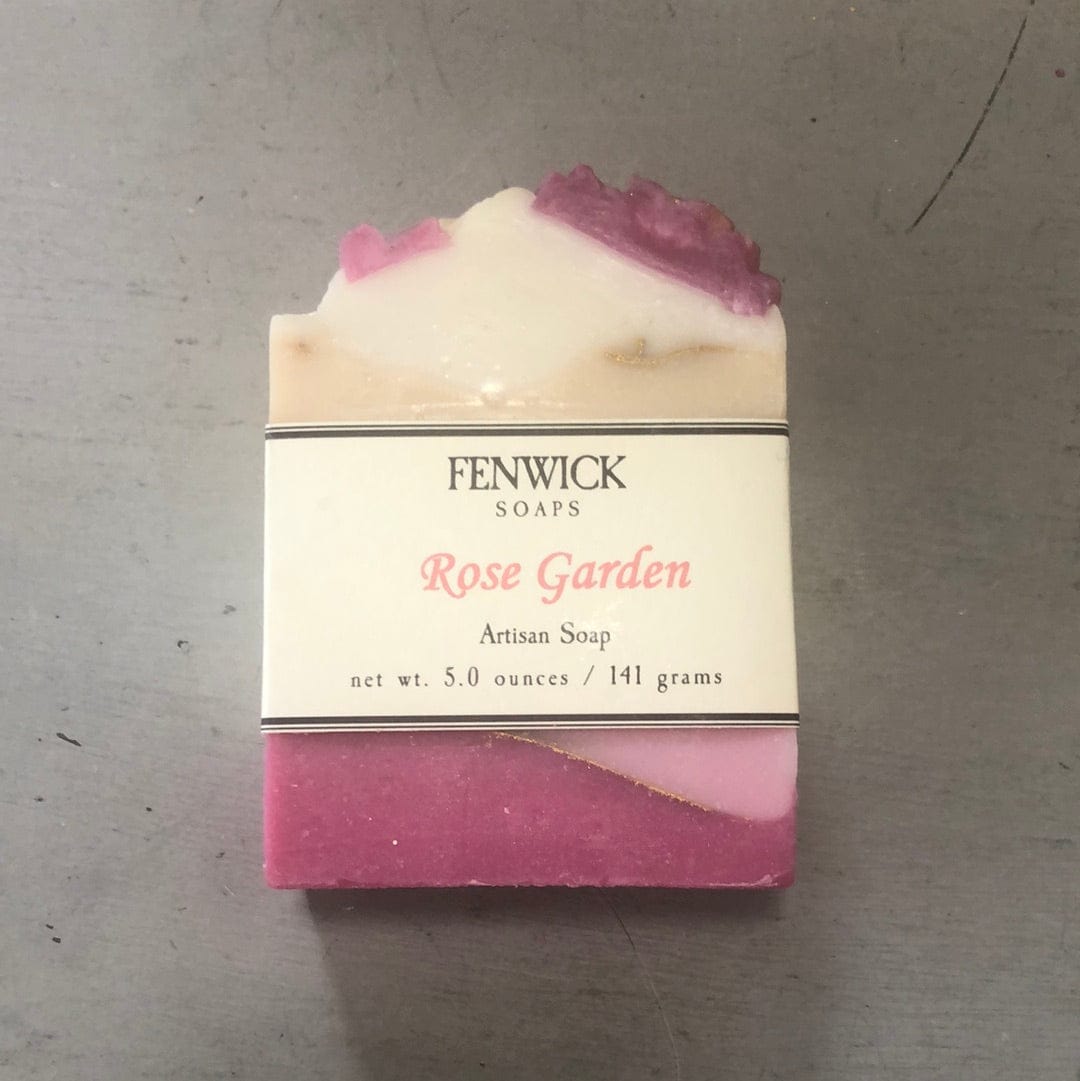 FENWICK
SOAPS
Rose Garden
Artisan Soap
net wt. 5.0 ounces / 141 grams